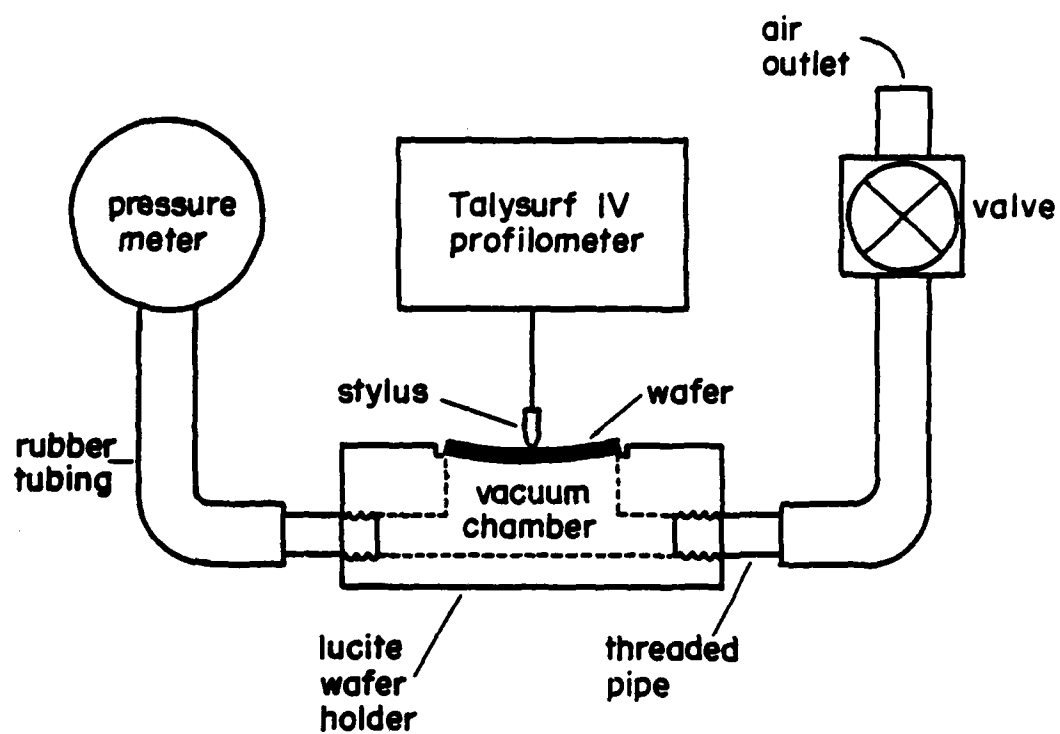 air
outlet
pressure
meter
Talysurf IV
profilometer
valve
stylus
wafer
rubber
tubing
vacuum
chamber
lucite
wafer
holder
threaded
pipe